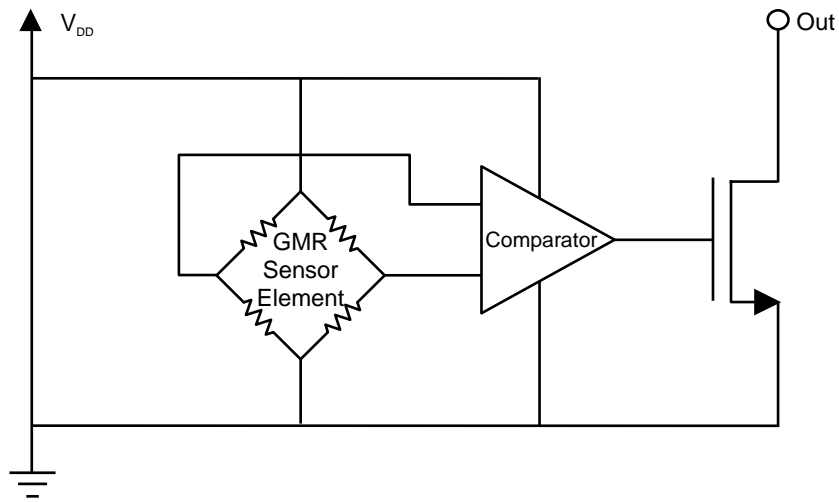 V_DD
Out
GMR
Sensor
Element
Comparator